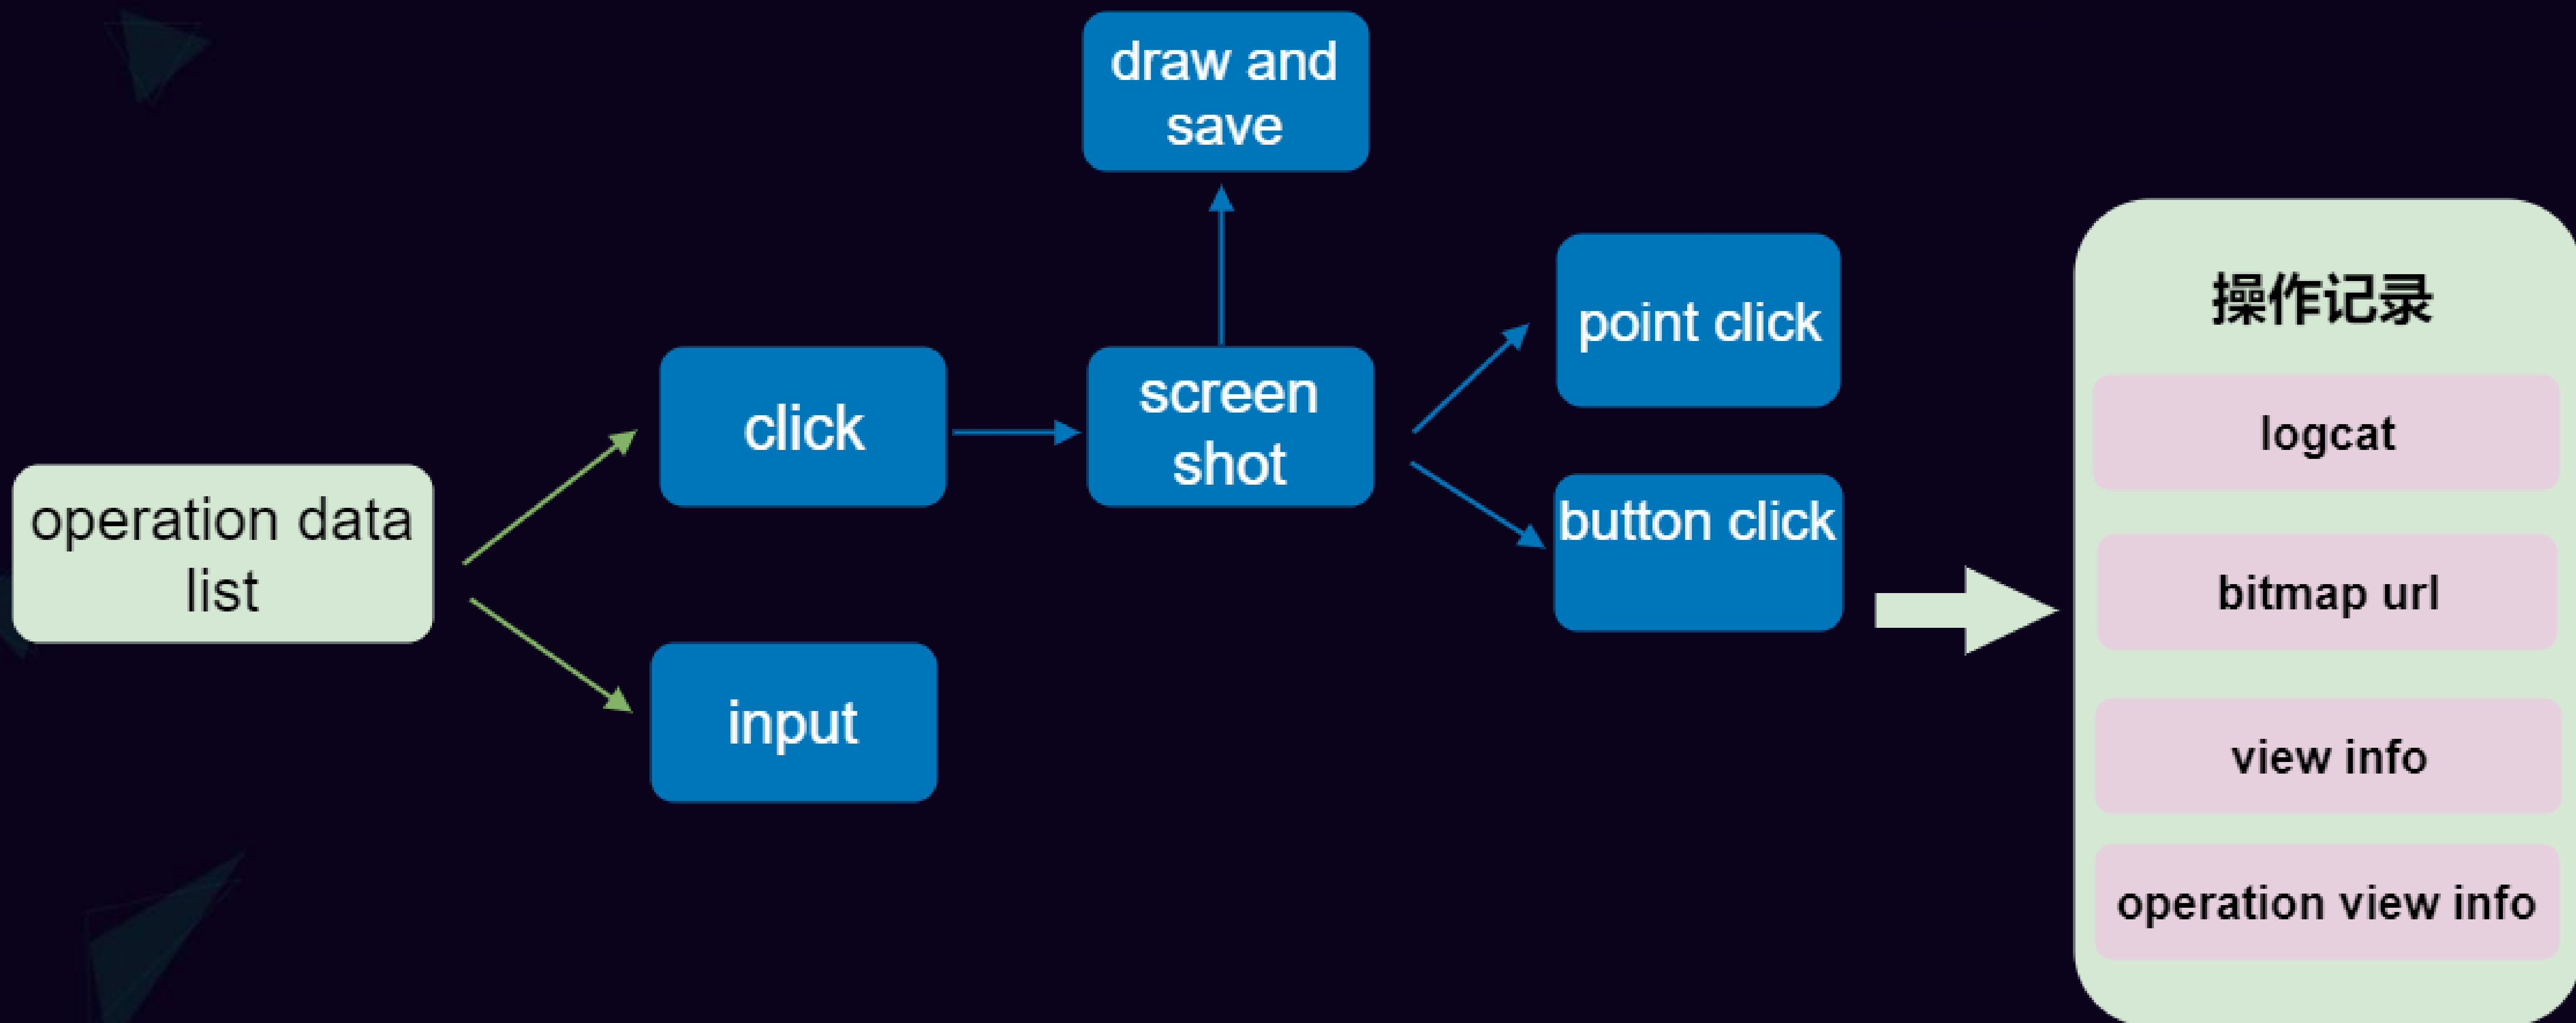 operation data
list
click
input
draw and
save
screen
shot
point click
button click
操作记录
logcat
bitmap url
view info
operation view info